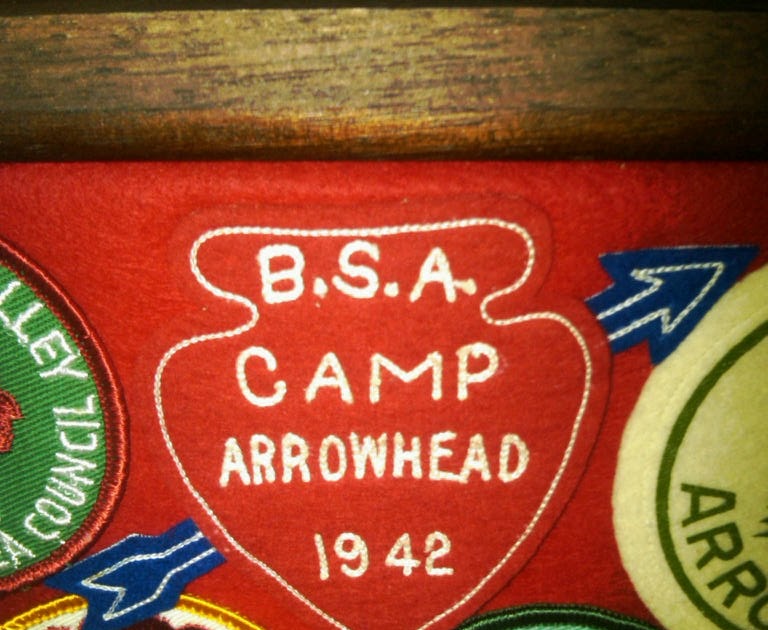 B.S.A.
CAMP
ARROWHEAD
1942
LLEY
COUNCIL
ARRO